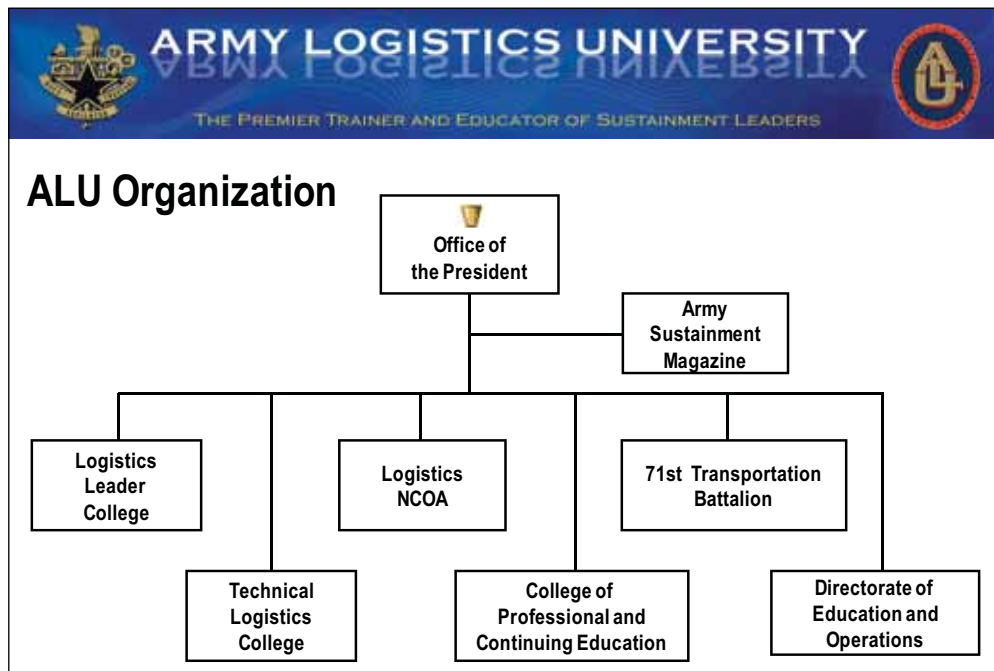 ARMY LOGISTICS UNIVERSITY
THE PREMIER TRAINER AND EDUCATOR OF SUSTAINMENT LEADERS
ALU Organization
Office of
the President
Army
Sustainment
Magazine
Logistics
Leader
College
Logistics
NCOA
71st Transportation
Battalion
Technical
Logistics
College
College of
Professional and
Continuing Education
Directorate of
Education and
Operations